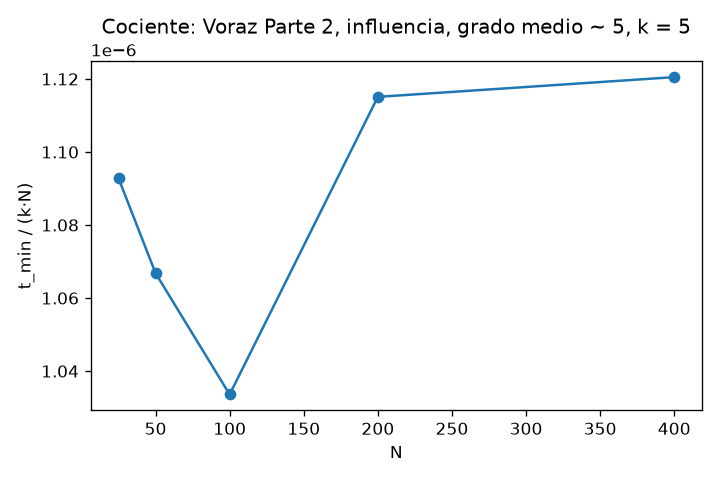 Cociente: Voraz Parte 2, influencia, grado medio ~ 5, k = 5
1e−6
1.12
1.10
1.08
1.06
1.04
t_min / (k·N)
50 100 150 200 250 300 350 400
N